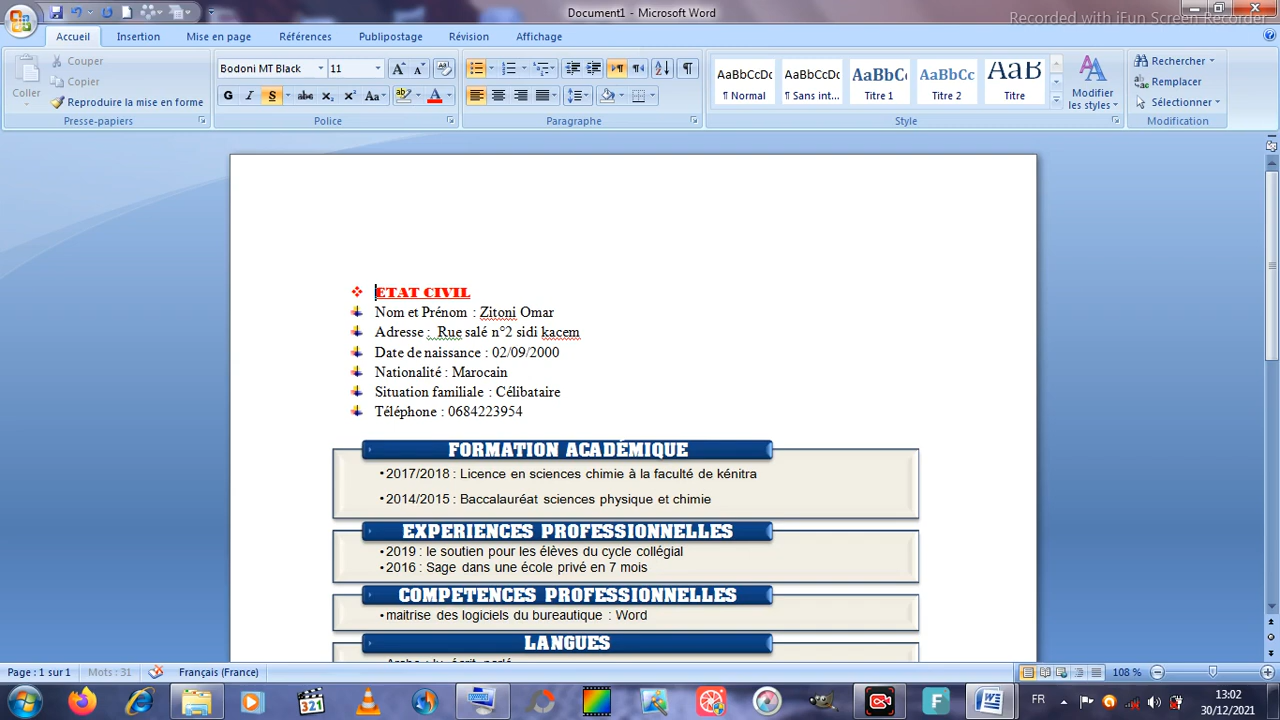 Document1 - Microsoft Word
Recorded with iFun Screen Recorder
Accueil Insertion Mise en page Références Publipostage Révision Affichage
Coller
Couper
Copier
Reproduire la mise en forme
Presse-papiers
Bodoni MT Black 11
G I S abc x₂ x² Aa A
Police
Paragraphe
AaBbCcDc AaBbCcDc AaBbC AaBbCc AaB
¶ Normal ¶ Sans int... Titre 1 Titre 2 Titre
Modifier les styles
Style
Rechercher
Remplacer
Sélectionner
Modification
ETAT CIVIL
Nom et Prénom : Zitoni Omar
Adresse : Rue salé n°2 sidi kacem
Date de naissance : 02/09/2000
Nationalité : Marocain
Situation familiale : Célibataire
Téléphone : 0684223954
FORMATION ACADÉMIQUE
•2017/2018 : Licence en sciences chimie à la faculté de kénitra
•2014/2015 : Baccalauréat sciences physique et chimie
EXPERIENCES PROFESSIONNELLES
•2019 : le soutien pour les élèves du cycle collégial
•2016 : Sage dans une école privé en 7 mois
COMPETENCES PROFESSIONNELLES
•maitrise des logiciels du bureautique : Word
LANGUES
Page : 1 sur 1 Mots : 31 Français (France) 108 %
321
FR
13:02
30/12/2021